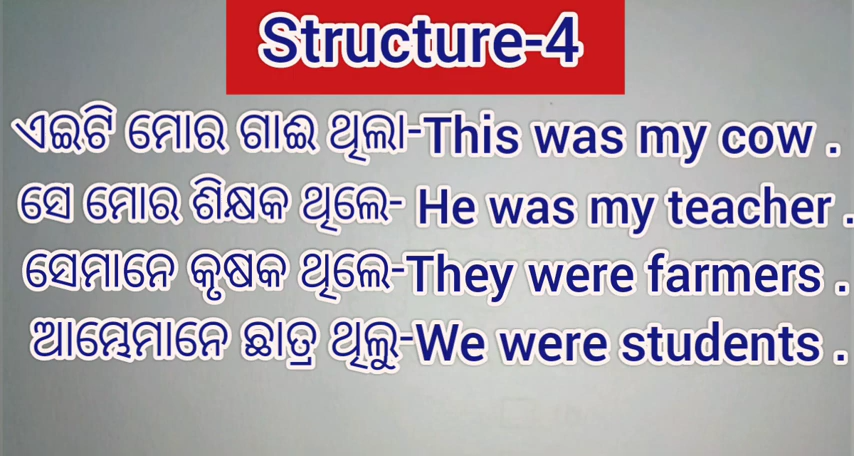 Structure-4
ଏଇଟି ମୋର ଗାଈ ଥିଲା-This was my cow .
ସେ ମୋର ଶିକ୍ଷକ ଥିଲେ- He was my teacher .
ସେମାନେ କୃଷକ ଥିଲେ-They were farmers .
ଆମ୍ଭେମାନେ ଛାତ୍ର ଥିଲୁ-We were students .